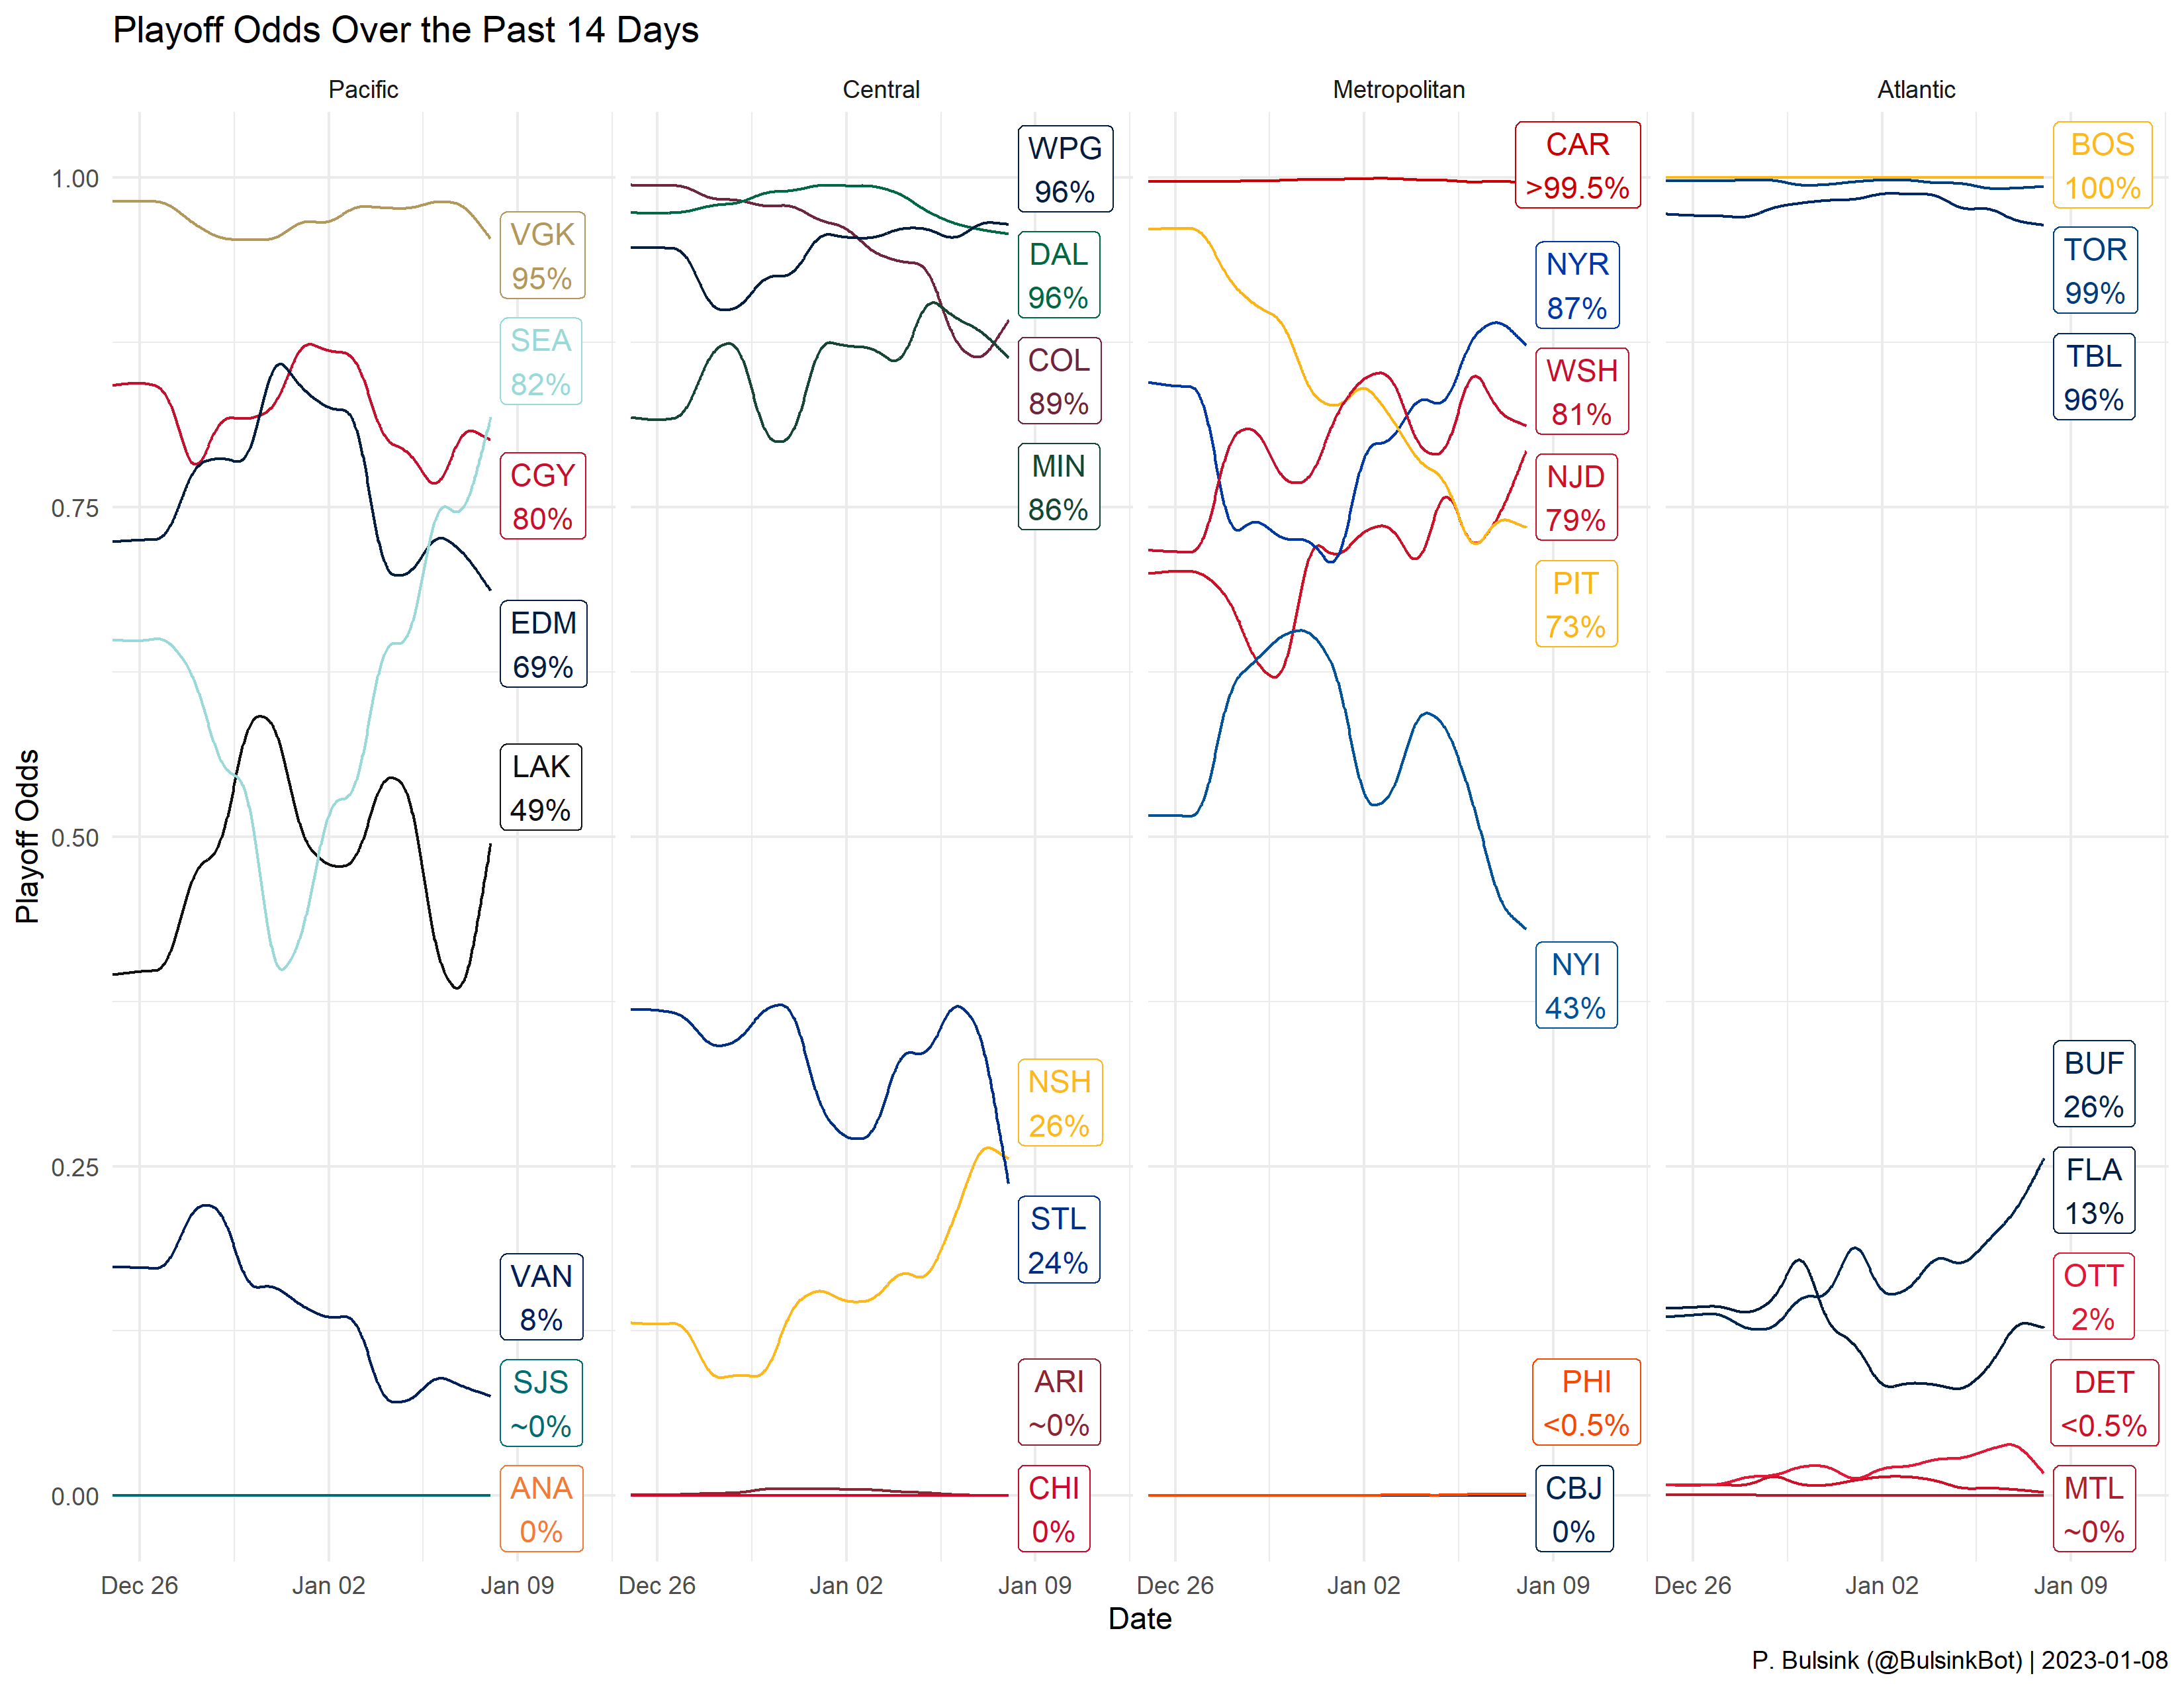 Playoff Odds Over the Past 14 Days
Pacific
Central
Metropolitan
Atlantic
Playoff Odds
1.00
0.75
0.50
0.25
0.00
VGK
95%
SEA
82%
CGY
80%
EDM
69%
LAK
49%
VAN
8%
SJS
~0%
ANA
0%
WPG
96%
DAL
96%
COL
89%
MIN
86%
NSH
26%
STL
24%
ARI
~0%
CHI
0%
CAR
>99.5%
NYR
87%
WSH
81%
NJD
79%
PIT
73%
NYI
43%
PHI
<0.5%
CBJ
0%
BOS
100%
TOR
99%
TBL
96%
BUF
26%
FLA
13%
OTT
2%
DET
<0.5%
MTL
~0%
Dec 26 Jan 02 Jan 09
Dec 26 Jan 02 Jan 09
Dec 26 Jan 02 Jan 09
Dec 26 Jan 02 Jan 09
Date
P. Bulsink (@BulsinkBot) | 2023-01-08